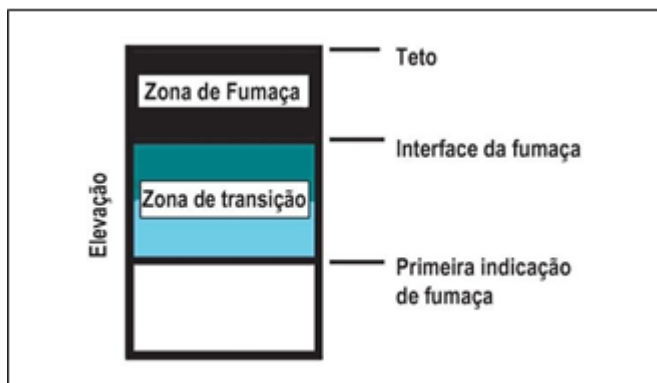 Teto
Zona de Fumaça
Interface da fumaça
Elevação
Zona de transição
Primeira indicação
de fumaça